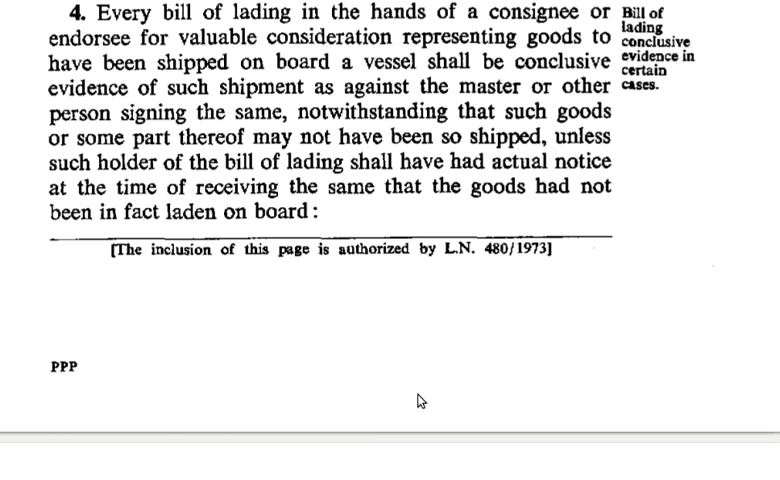 4. Every bill of lading in the hands of a consignee or
endorsee for valuable consideration representing goods to
have been shipped on board a vessel shall be conclusive
evidence of such shipment as against the master or other
person signing the same, notwithstanding that such goods
or some part thereof may not have been so shipped, unless
such holder of the bill of lading shall have had actual notice
at the time of receiving the same that the goods had not
been in fact laden on board:
Bill of
lading
conclusive
evidence in
certain
cases.
[The inclusion of this page is authorized by L.N. 480/1973]
PPP